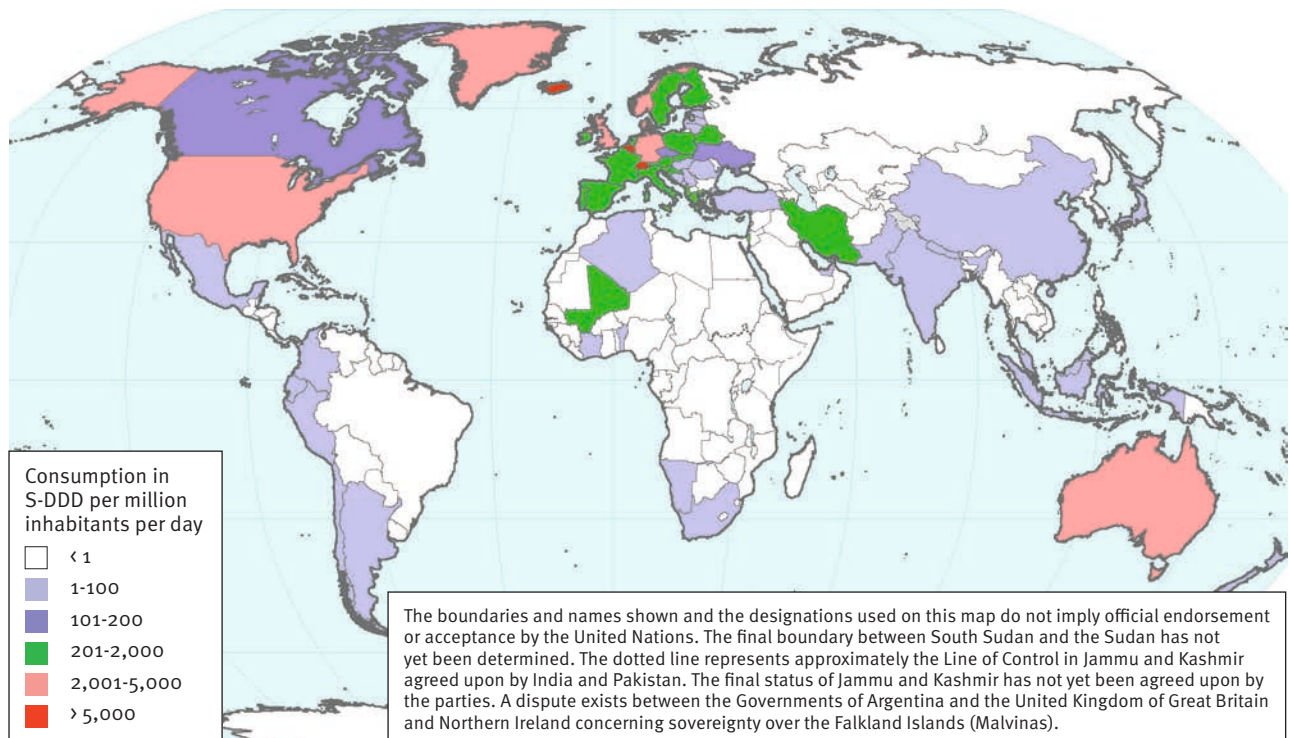 Consumption in
S-DDD per million
inhabitants per day
‹ 1
1-100
101-200
201-2,000
2,001-5,000
› 5,000
The boundaries and names shown and the designations used on this map do not imply official endorsement
or acceptance by the United Nations. The final boundary between South Sudan and the Sudan has not
yet been determined. The dotted line represents approximately the Line of Control in Jammu and Kashmir
agreed upon by India and Pakistan. The final status of Jammu and Kashmir has not yet been agreed upon by
the parties. A dispute exists between the Governments of Argentina and the United Kingdom of Great Britain
and Northern Ireland concerning sovereignty over the Falkland Islands (Malvinas).